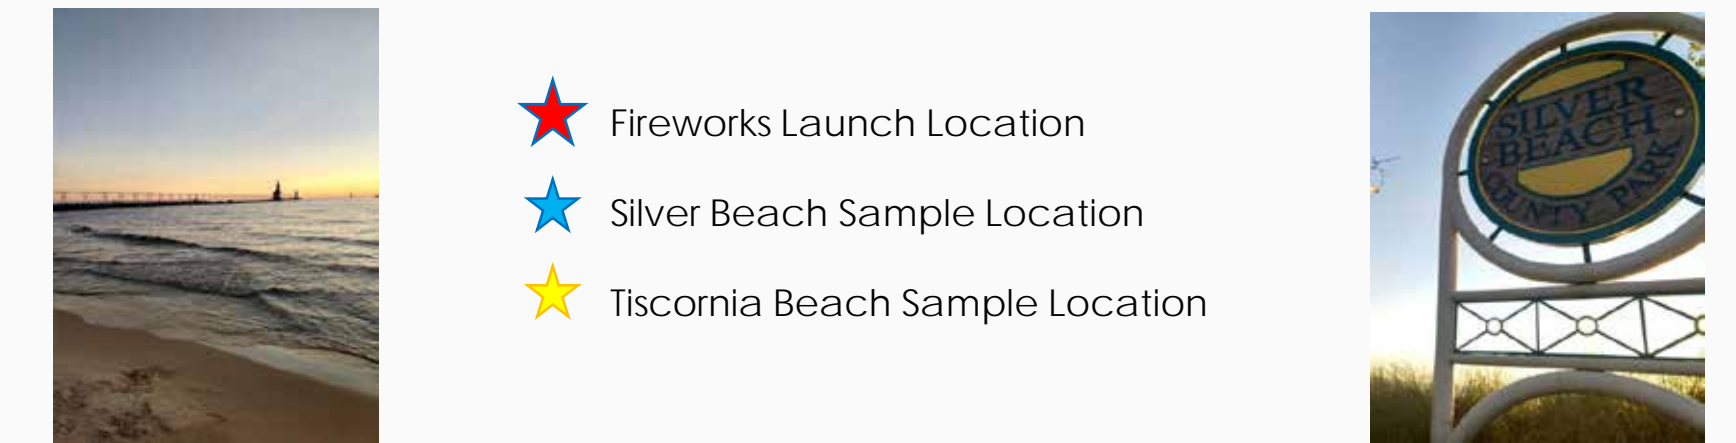 Fireworks Launch Location
Silver Beach Sample Location
Tiscornia Beach Sample Location
SILVER
BEACH
COUNTY PARK